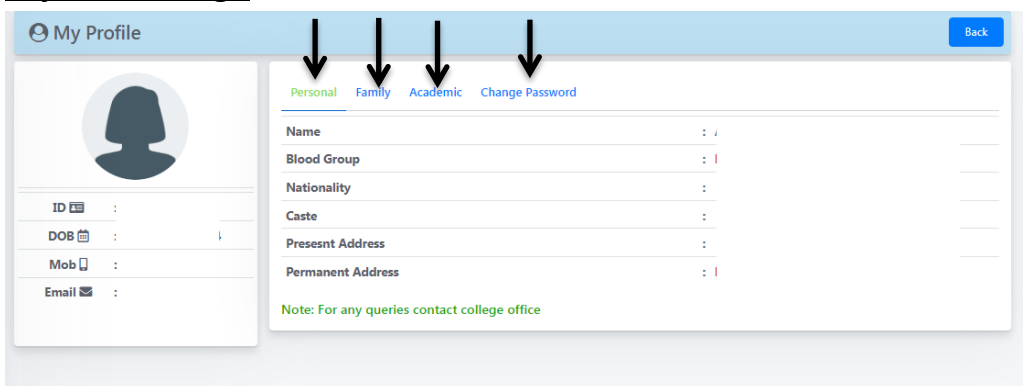 My Profile
Back
Personal Family Academic Change Password
Name :
Blood Group :
Nationality :
Caste :
Presesnt Address :
Permanent Address :
Note: For any queries contact college office
ID :
DOB :
Mob :
Email :